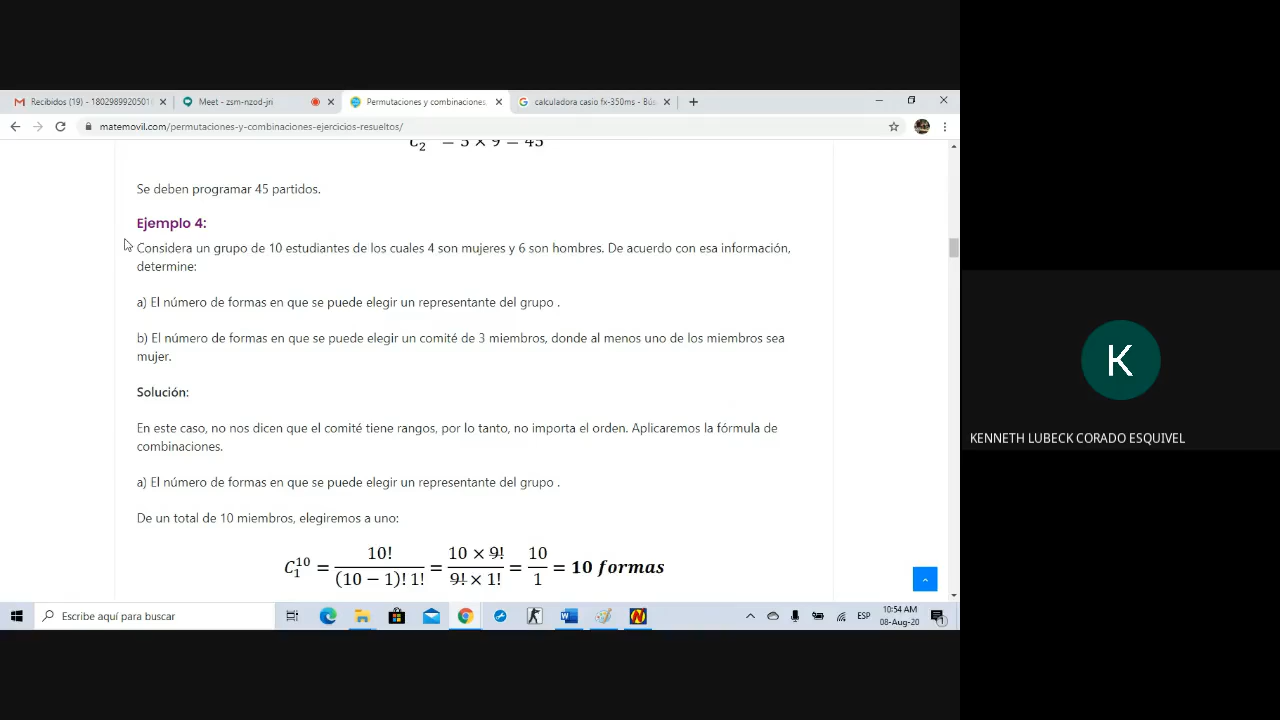 Recibidos (19) - 1802989920501
Meet - zsm-nzod-jri
Permutaciones y combinaciones,
calculadora casio fx-350ms - Bús
matemovil.com/permutaciones-y-combinaciones-ejercicios-resueltos/
C₂ = 5 × 9 = 45
Se deben programar 45 partidos.
Ejemplo 4:
Considera un grupo de 10 estudiantes de los cuales 4 son mujeres y 6 son hombres. De acuerdo con esa información,
determine:
a) El número de formas en que se puede elegir un representante del grupo .
b) El número de formas en que se puede elegir un comité de 3 miembros, donde al menos uno de los miembros sea
mujer.
Solución:
En este caso, no nos dicen que el comité tiene rangos, por lo tanto, no importa el orden. Aplicaremos la fórmula de
combinaciones.
a) El número de formas en que se puede elegir un representante del grupo .
De un total de 10 miembros, elegiremos a uno:
C₁¹⁰ = 10! / (10 − 1)! 1! = 10 × 9! / 9! × 1! = 10 / 1 = 10 formas
Escribe aquí para buscar
ESP
10:54 AM
08-Aug-20
1
K
KENNETH LUBECK CORADO ESQUIVEL